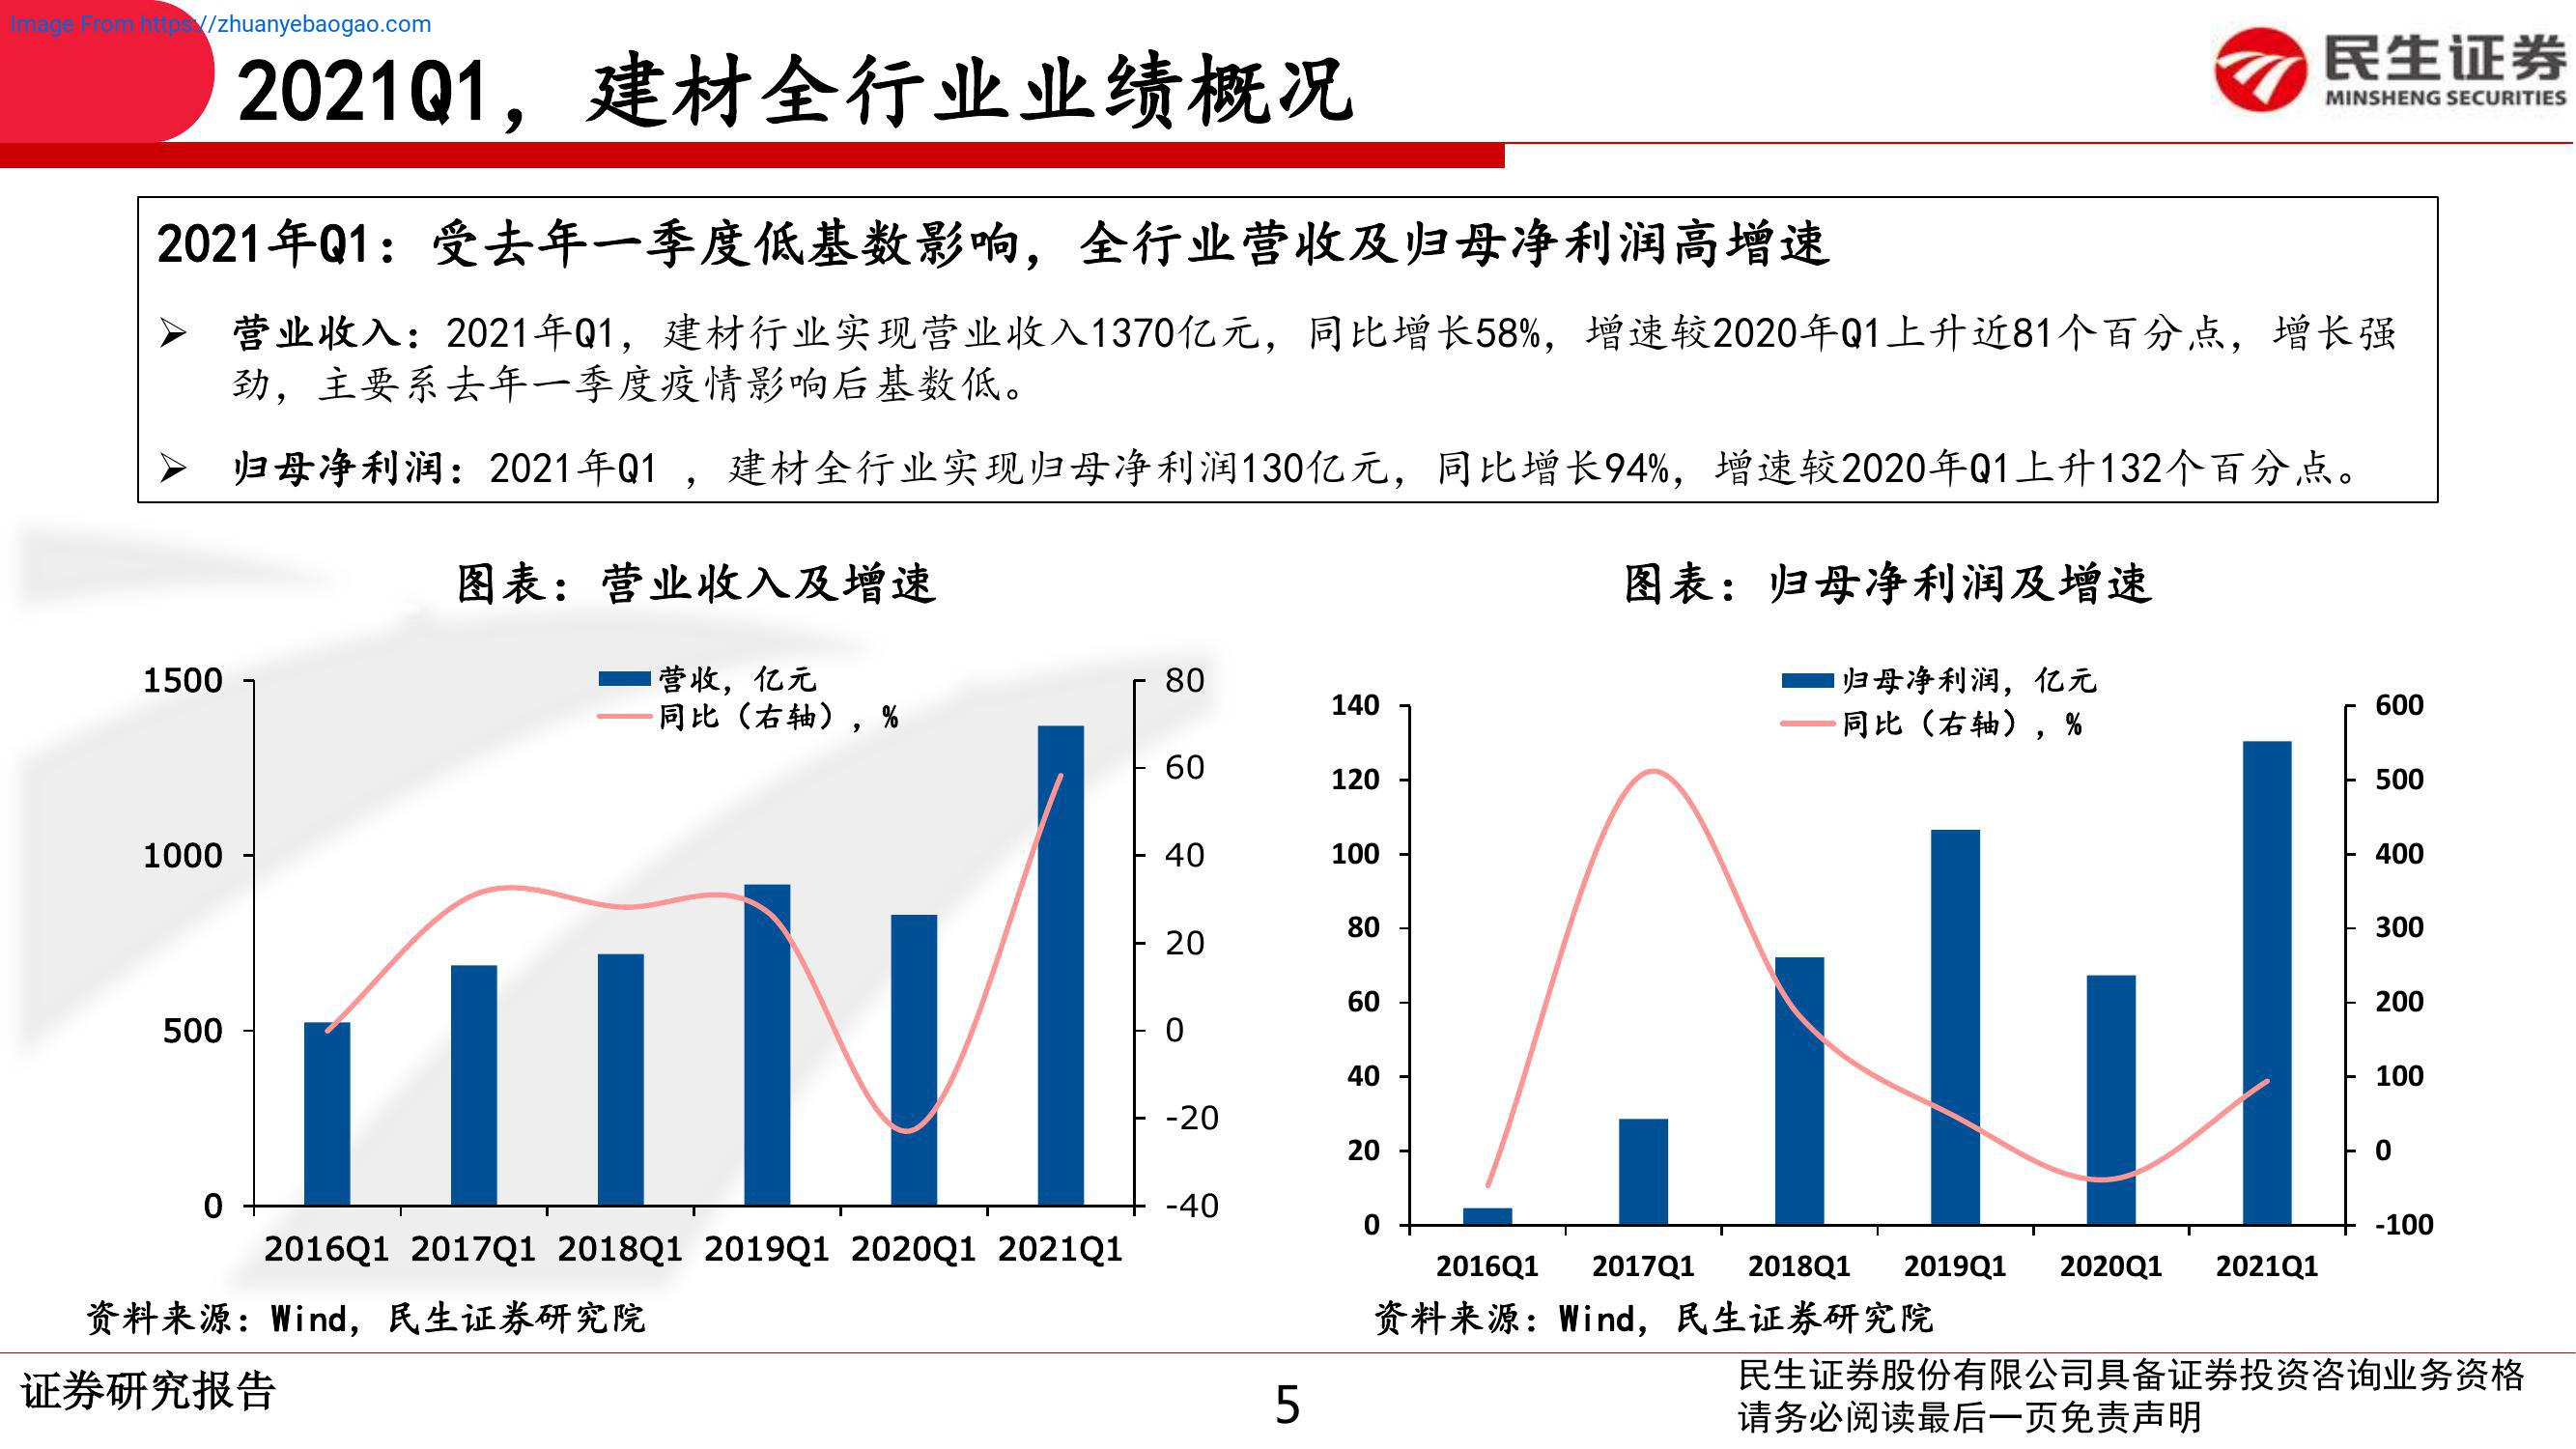 Image From https://zhuanyebaogao.com
2021Q1，建材全行业业绩概况
民生证券
MINSHENG SECURITIES
2021年Q1：受去年一季度低基数影响，全行业营收及归母净利润高增速
➢ 营业收入：2021年Q1，建材行业实现营业收入1370亿元，同比增长58%，增速较2020年Q1上升近81个百分点，增长强
劲，主要系去年一季度疫情影响后基数低。
➢ 归母净利润：2021年Q1 ，建材全行业实现归母净利润130亿元，同比增长94%，增速较2020年Q1上升132个百分点。
图表：营业收入及增速
营收，亿元
同比（右轴），%
1500
1000
500
0
80
60
40
20
0
-20
-40
2016Q1 2017Q1 2018Q1 2019Q1 2020Q1 2021Q1
资料来源：Wind，民生证券研究院
图表：归母净利润及增速
归母净利润，亿元
同比（右轴），%
140
120
100
80
60
40
20
0
600
500
400
300
200
100
0
-100
2016Q1 2017Q1 2018Q1 2019Q1 2020Q1 2021Q1
资料来源：Wind，民生证券研究院
证券研究报告
5
民生证券股份有限公司具备证券投资咨询业务资格
请务必阅读最后一页免责声明